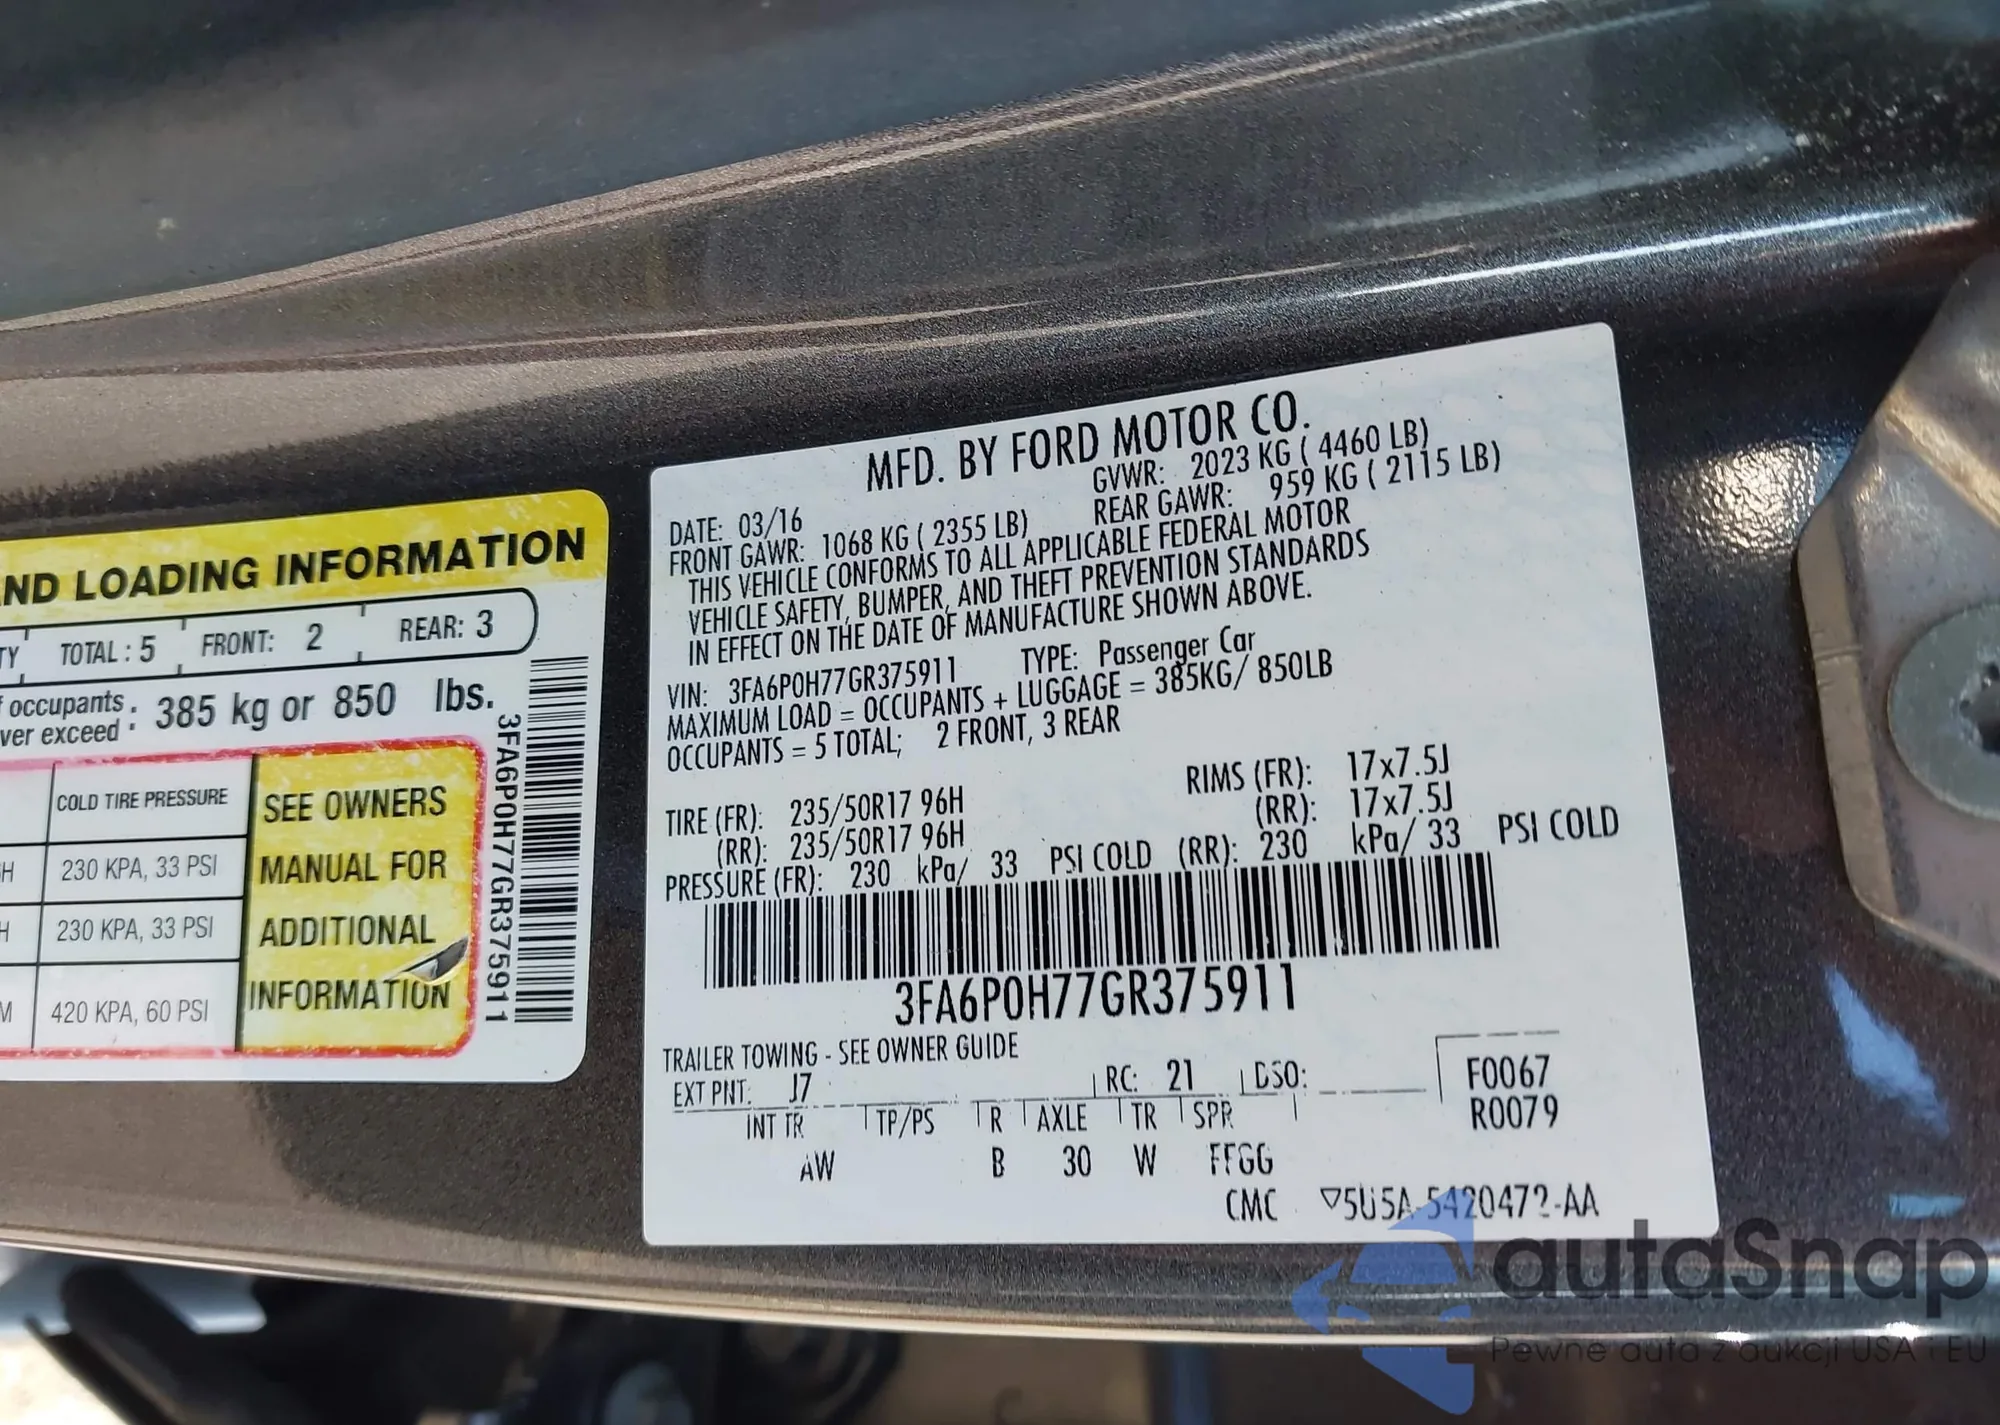 ND LOADING INFORMATION
TY TOTAL : 5 FRONT: 2 REAR: 3
f occupants . 385 kg or 850 lbs.
ver exceed .
COLD TIRE PRESSURE
H 230 KPA, 33 PSI
H 230 KPA, 33 PSI
M 420 KPA, 60 PSI
SEE OWNERS
MANUAL FOR
ADDITIONAL
INFORMATION
3FA6P0H77GR375911
MFD. BY FORD MOTOR CO.
DATE: 03/16 GVWR: 2023 KG ( 4460 LB)
FRONT GAWR: 1068 KG ( 2355 LB) REAR GAWR: 959 KG ( 2115 LB)
THIS VEHICLE CONFORMS TO ALL APPLICABLE FEDERAL MOTOR
VEHICLE SAFETY, BUMPER, AND THEFT PREVENTION STANDARDS
IN EFFECT ON THE DATE OF MANUFACTURE SHOWN ABOVE.
VIN: 3FA6P0H77GR375911 TYPE: Passenger Car
MAXIMUM LOAD = OCCUPANTS + LUGGAGE = 385KG/ 850LB
OCCUPANTS = 5 TOTAL; 2 FRONT, 3 REAR
TIRE (FR): 235/50R17 96H RIMS (FR): 17x7.5J
(RR): 235/50R17 96H (RR): 17x7.5J
PRESSURE (FR): 230 kPa/ 33 PSI COLD (RR): 230 kPa/ 33 PSI COLD
3FA6P0H77GR375911
TRAILER TOWING - SEE OWNER GUIDE
EXT PNT: J7 RC: 21 DSO: F0067
R0079
INT TR TP/PS R AXLE TR SPR
AW B 30 W FFGG
CMC ▽5U5A-5420472-AA
autoSnap
Pewne auta z aukcji USA i EU